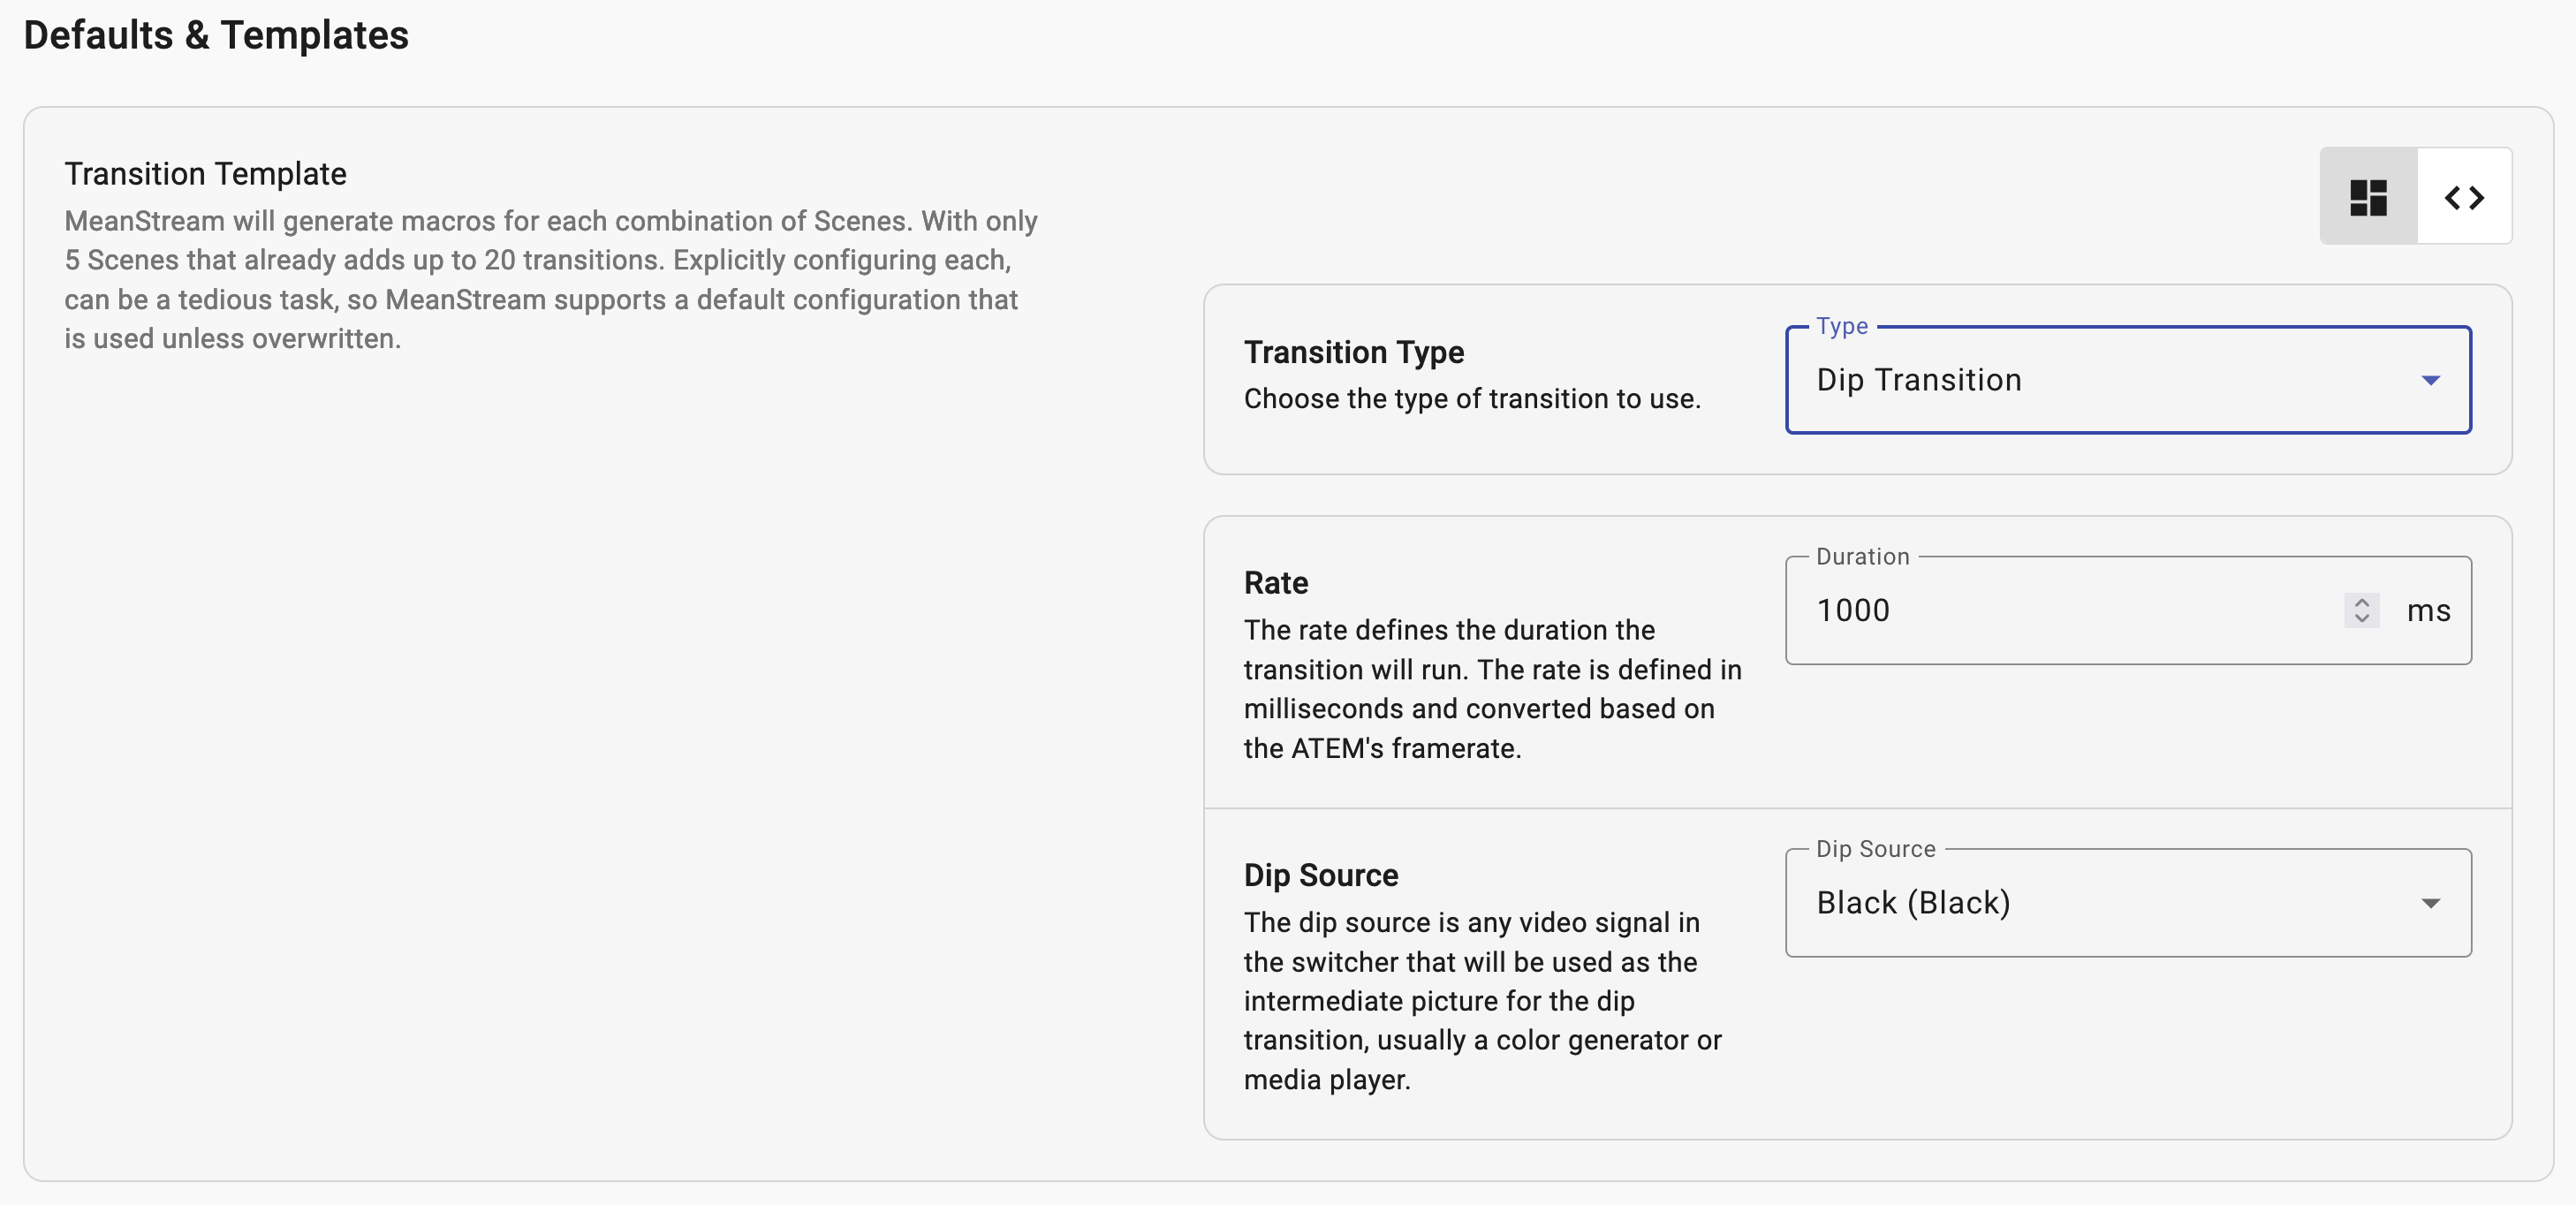 Defaults & Templates
Transition Template
MeanStream will generate macros for each combination of Scenes. With only
5 Scenes that already adds up to 20 transitions. Explicitly configuring each,
can be a tedious task, so MeanStream supports a default configuration that
is used unless overwritten.
Transition Type
Choose the type of transition to use.
Type
Dip Transition
Rate
The rate defines the duration the
transition will run. The rate is defined in
milliseconds and converted based on
the ATEM's framerate.
Duration
1000 ms
Dip Source
The dip source is any video signal in
the switcher that will be used as the
intermediate picture for the dip
transition, usually a color generator or
media player.
Dip Source
Black (Black)